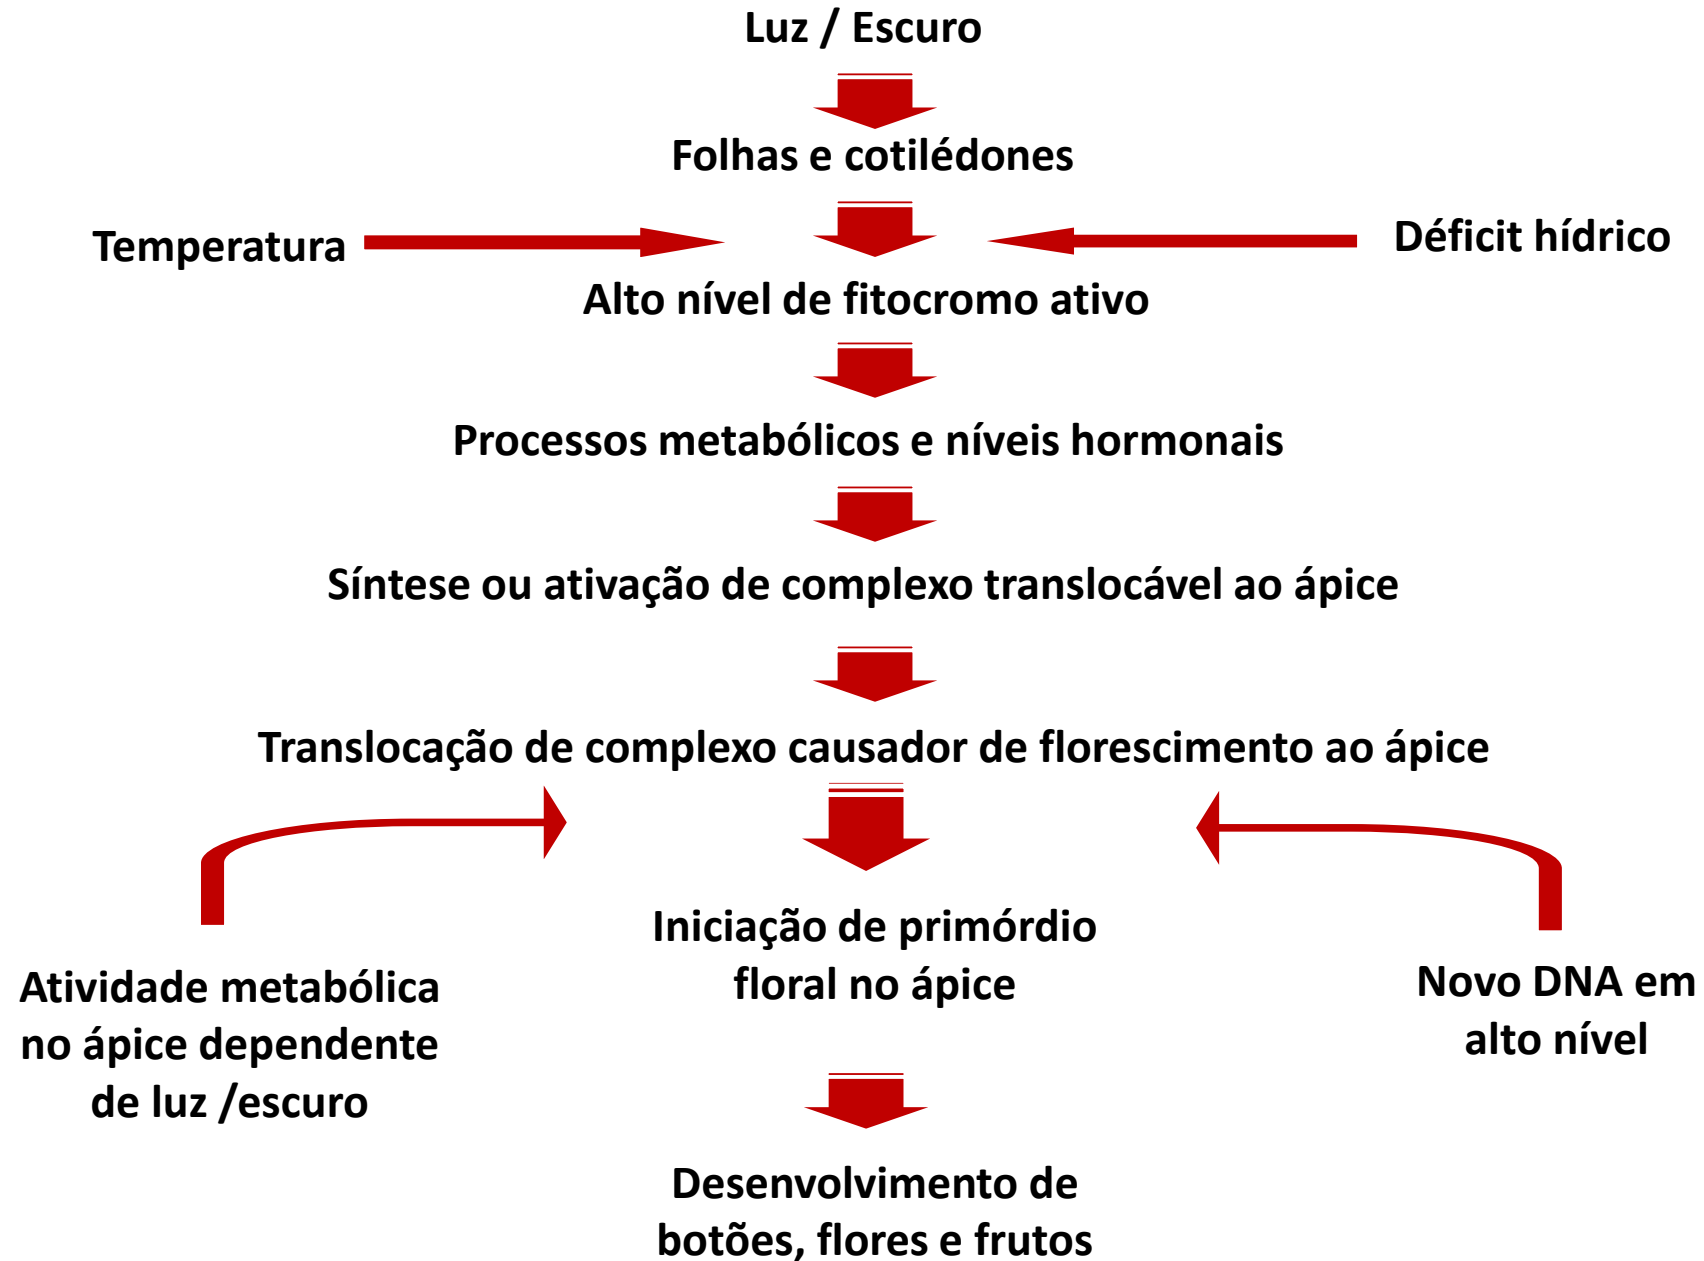 Luz / Escuro
Folhas e cotilédones
Temperatura
Déficit hídrico
Alto nível de fitocromo ativo
Processos metabólicos e níveis hormonais
Síntese ou ativação de complexo translocável ao ápice
Translocação de complexo causador de florescimento ao ápice
Iniciação de primórdio
floral no ápice
Atividade metabólica
no ápice dependente
de luz /escuro
Novo DNA em
alto nível
Desenvolvimento de
botões, flores e frutos